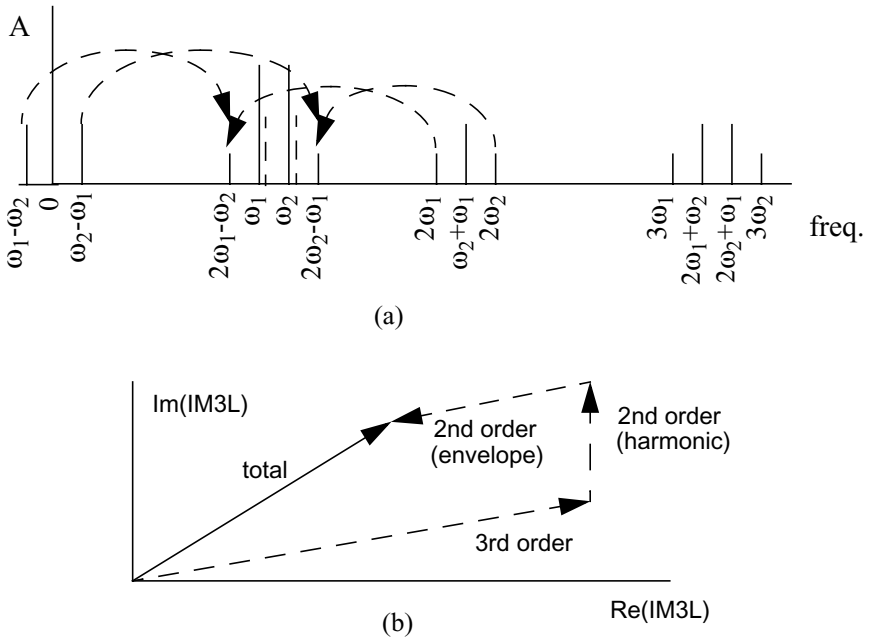 A
ω₁-ω₂
0
ω₂-ω₁
2ω₁-ω₂
ω₁
ω₂
2ω₂-ω₁
2ω₁
ω₂+ω₁
2ω₂
3ω₁
2ω₁+ω₂
2ω₂+ω₁
3ω₂
freq.
(a)
Im(IM3L)
total
2nd order
(envelope)
2nd order
(harmonic)
3rd order
Re(IM3L)
(b)